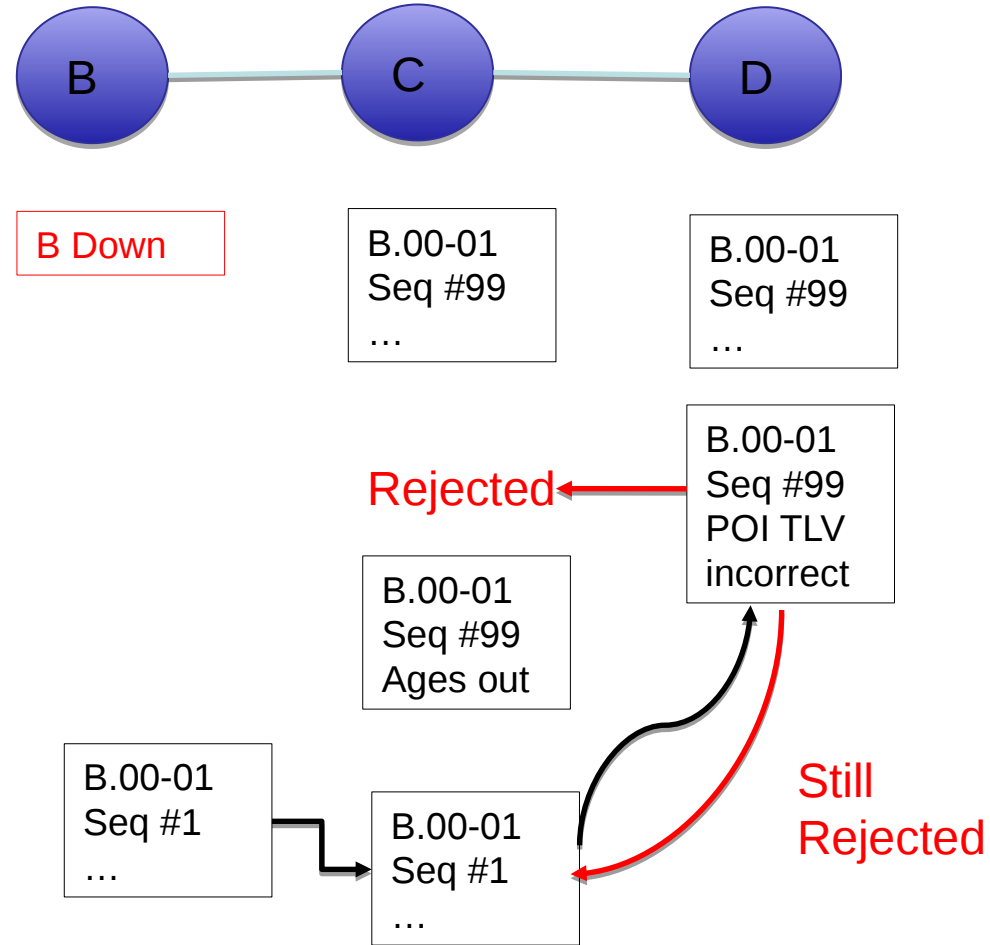 B
C
D
B Down
B.00-01
Seq #99
…
B.00-01
Seq #99
…
B.00-01
Seq #99
POI TLV
incorrect
Rejected
B.00-01
Seq #99
Ages out
B.00-01
Seq #1
…
B.00-01
Seq #1
…
Still
Rejected